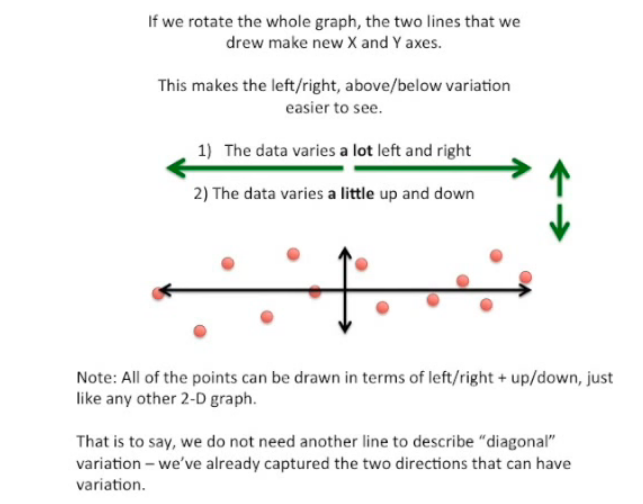 If we rotate the whole graph, the two lines that we
drew make new X and Y axes.
This makes the left/right, above/below variation
easier to see.
1) The data varies a lot left and right
2) The data varies a little up and down
Note: All of the points can be drawn in terms of left/right + up/down, just
like any other 2-D graph.
That is to say, we do not need another line to describe “diagonal”
variation – we’ve already captured the two directions that can have
variation.